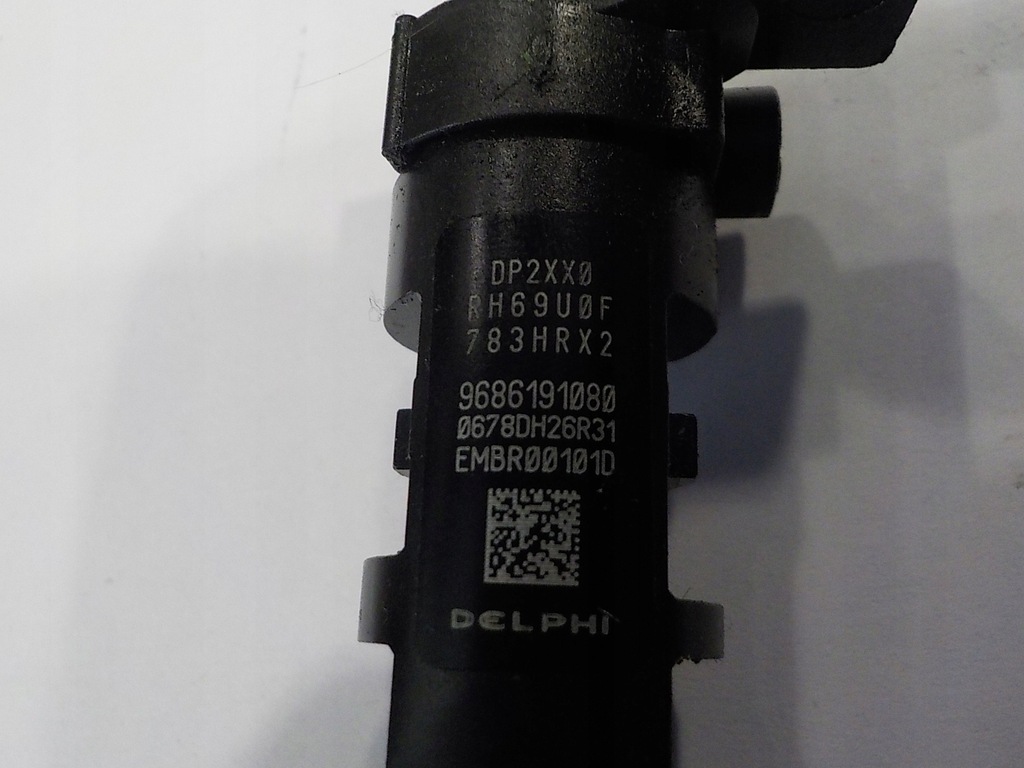 DP2XX0
RH69U0F
783HRX2
9686191080
0678DH26R31
EMBR00101D
DELPHI